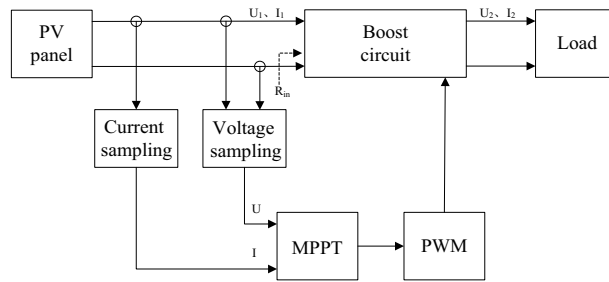 PV
panel
U1、I1
Boost
circuit
U2、I2
Load
Rin
Current
sampling
Voltage
sampling
U
I
MPPT
PWM